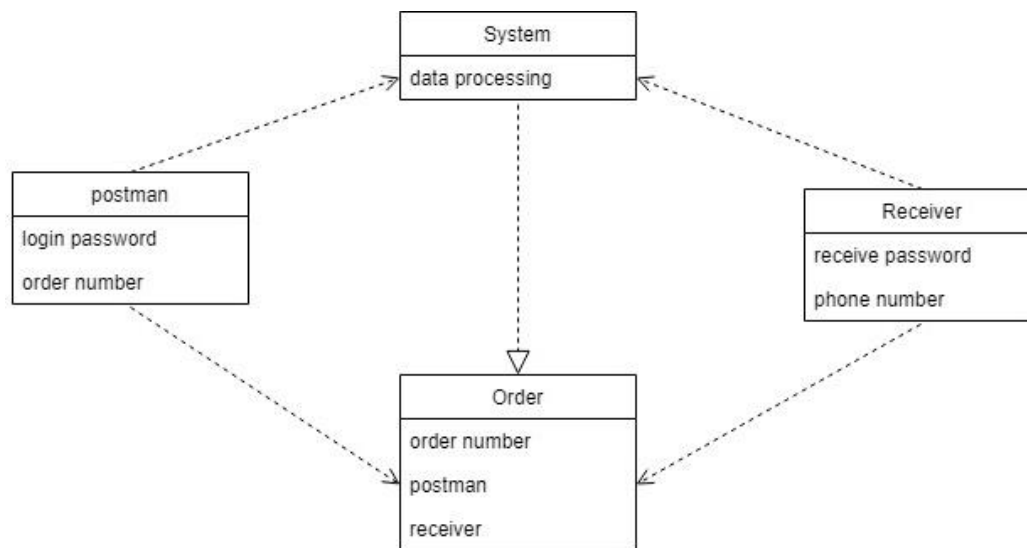 System
data processing
postman
login password
order number
Receiver
receive password
phone number
Order
order number
postman
receiver